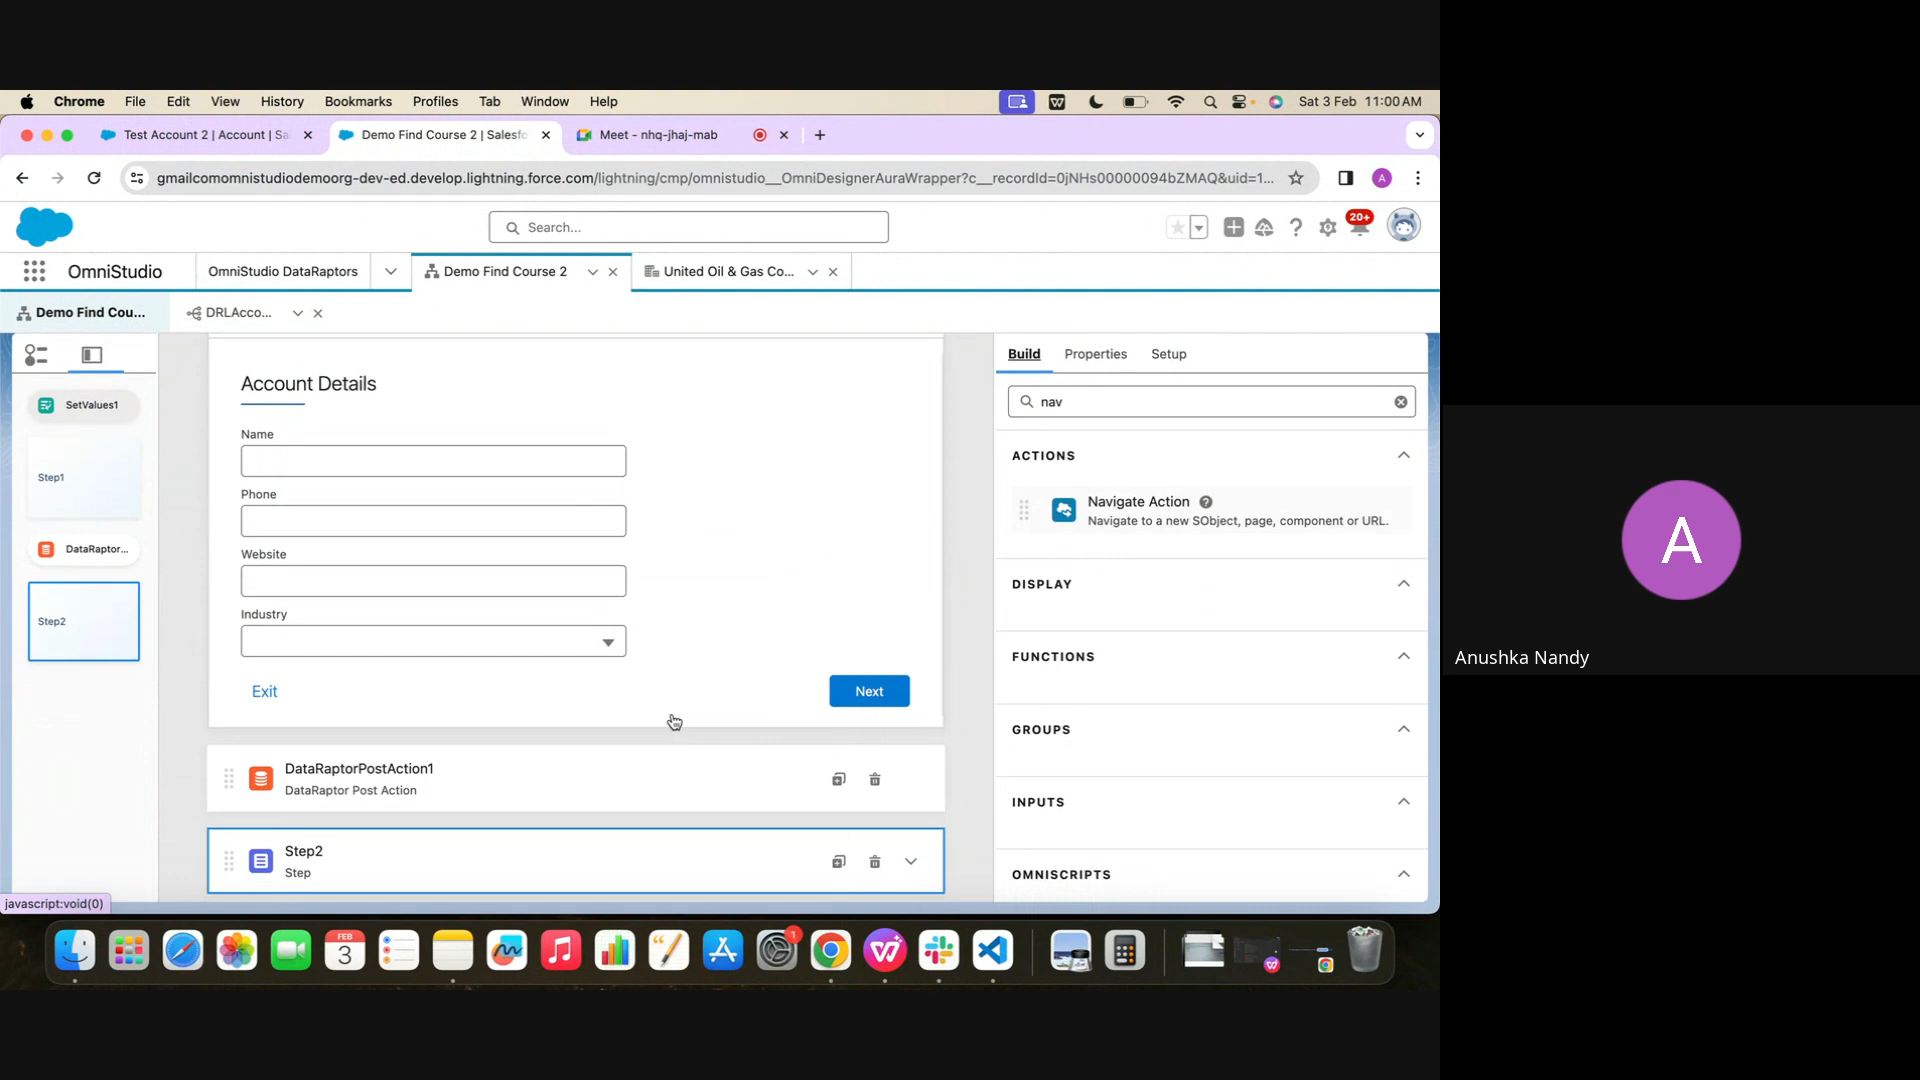 Chrome File Edit View History Bookmarks Profiles Tab Window Help Sat 3 Feb 11:00 AM
Test Account 2 | Account | Sa Demo Find Course 2 | Salesfo Meet - nhq-jhaj-mab
gmailcomomnistudiodemoorg-dev-ed.develop.lightning.force.com/lightning/cmp/omnistudio__OmniDesignerAuraWrapper?c__recordId=0jNHs00000094bZMAQ&uid=1... A
Search... 20+
OmniStudio OmniStudio DataRaptors Demo Find Course 2 United Oil & Gas Co...
Demo Find Cou... DRLAcco...
SetValues1
Step1
DataRaptor...
Step2
Account Details
Name
Phone
Website
Industry
Exit Next
DataRaptorPostAction1
DataRaptor Post Action
Step2
Step
Build Properties Setup
nav
ACTIONS
Navigate Action
Navigate to a new SObject, page, component or URL.
DISPLAY
FUNCTIONS
GROUPS
INPUTS
OMNISCRIPTS
javascript:void(0)
FEB
3
1
A
Anushka Nandy